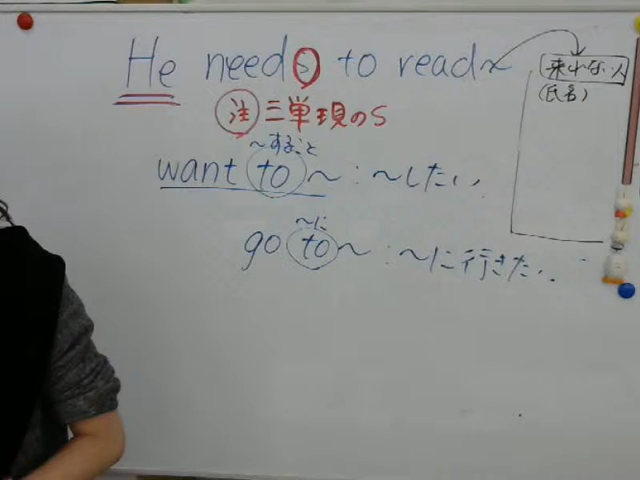 He needs to read
来れない人
(氏名)
注 三単現のS
～すること
want to ～ : ～したい
～に
go to ～ : ～に行きたい